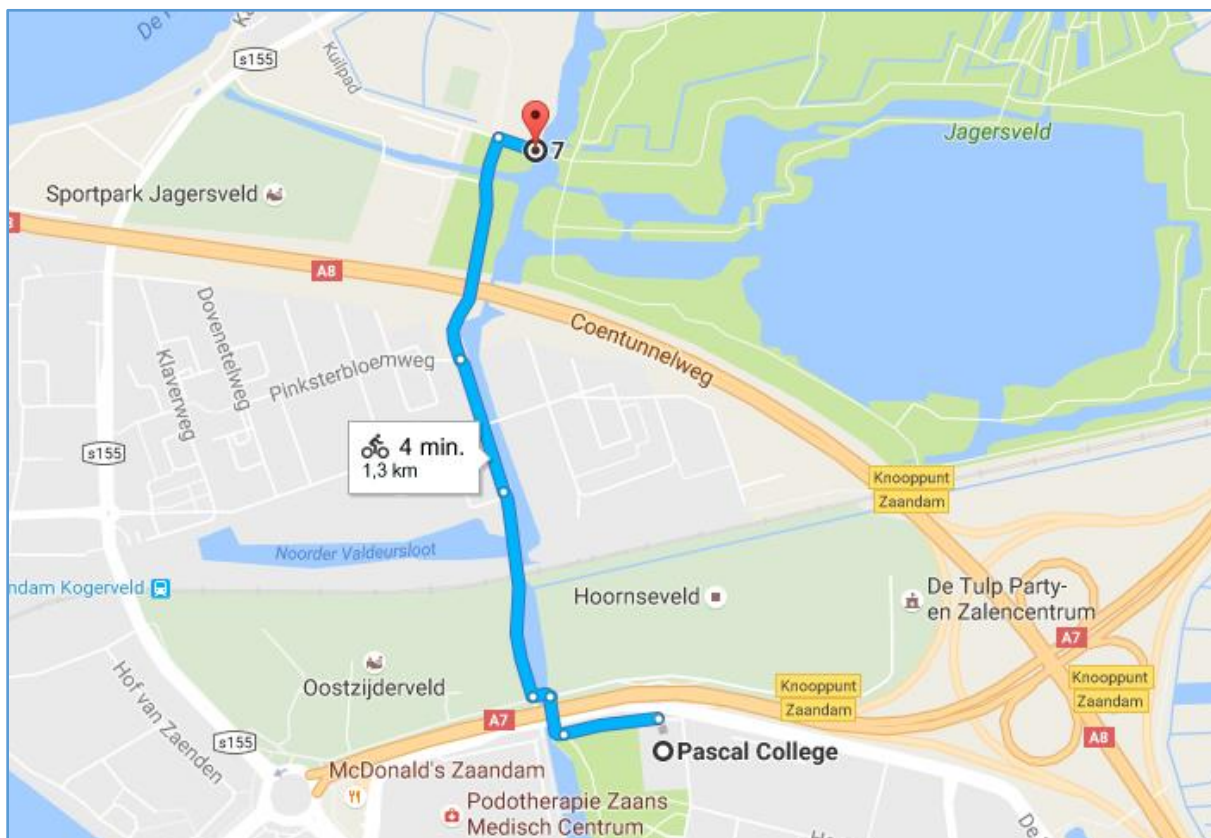 s155
Kuilpad
7
Jagersveld
Sportpark Jagersveld
A8
Coentunnelweg
Dovenetelweg
Klaverweg
Pinksterbloemweg
4 min.
1,3 km
s155
Knooppunt
Zaandam
Noorder Valdeursloot
ndam Kogerveld
Hoornseveld
De Tulp Party-
en Zalencentrum
A7
Oostzijderveld
Knooppunt
Zaandam
Knooppunt
Zaandam
Hof van Zaenden
A7
s155
A8
Pascal College
McDonald's Zaandam
Podotherapie Zaans
Medisch Centrum
De